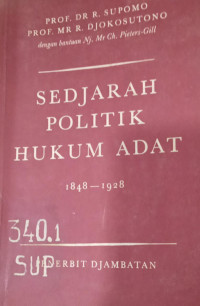 PROF. DR R. SUPOMO
PROF. MR R. DJOKOSUTONO
dengan bantuan Nj. Mr Ch. Pieters-Gill
SEDJARAH
POLITIK
HUKUM ADAT
1848—1928
340.1
SUP
PENERBIT DJAMBATAN